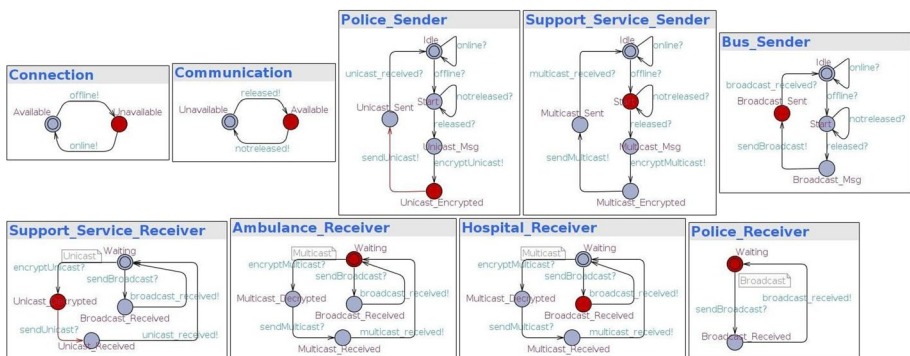 Police_Sender
Support_Service_Sender
Bus_Sender
Connection
Communication
Idle
online?
unicast_received?
offline?
Unicast_Sent
Start
notreleased?
released?
Unicast_Msg
encryptUnicast!
sendUnicast!
Unicast_Encrypted
Idle
online?
multicast_received?
offline?
Start
notreleased?
Multicast_Sent
released?
Multicast_Msg
sendMulticast!
encryptMulticast!
Multicast_Encrypted
Idle
online?
broadcast_received?
offline?
Broadcast_Sent
Start
notreleased?
sendBroadcast!
released?
Broadcast_Msg
offline!
Available
Unavailable
online!
released!
Unavailable
Available
notreleased!
Support_Service_Receiver
Ambulance_Receiver
Hospital_Receiver
Police_Receiver
Unicast
Waiting
encryptUnicast?
sendBroadcast?
Unicast_Encrypted
broadcast_received!
Broadcast_Received
sendUnicast?
unicast_received!
Unicast_Received
Multicast
Waiting
encryptMulticast?
sendBroadcast?
Multicast_Decrypted
broadcast_received!
Broadcast_Received
sendMulticast?
multicast_received!
Multicast_Received
Multicast
Waiting
encryptMulticast?
sendBroadcast?
Multicast_Decrypted
broadcast_received!
Broadcast_Received
sendMulticast?
multicast_received!
Multicast_Received
Waiting
Broadcast
broadcast_received!
sendBroadcast?
Broadcast_Received